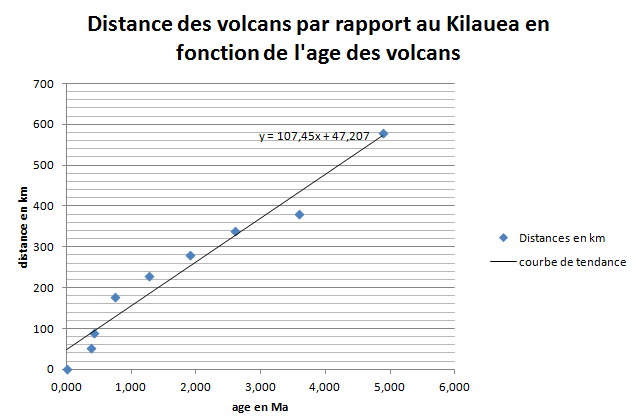 Distance des volcans par rapport au Kilauea en
fonction de l'age des volcans
700
600
500
400
300
200
100
0
distance en km
y = 107,45x + 47,207
0,000 1,000 2,000 3,000 4,000 5,000 6,000
age en Ma
Distances en km
courbe de tendance